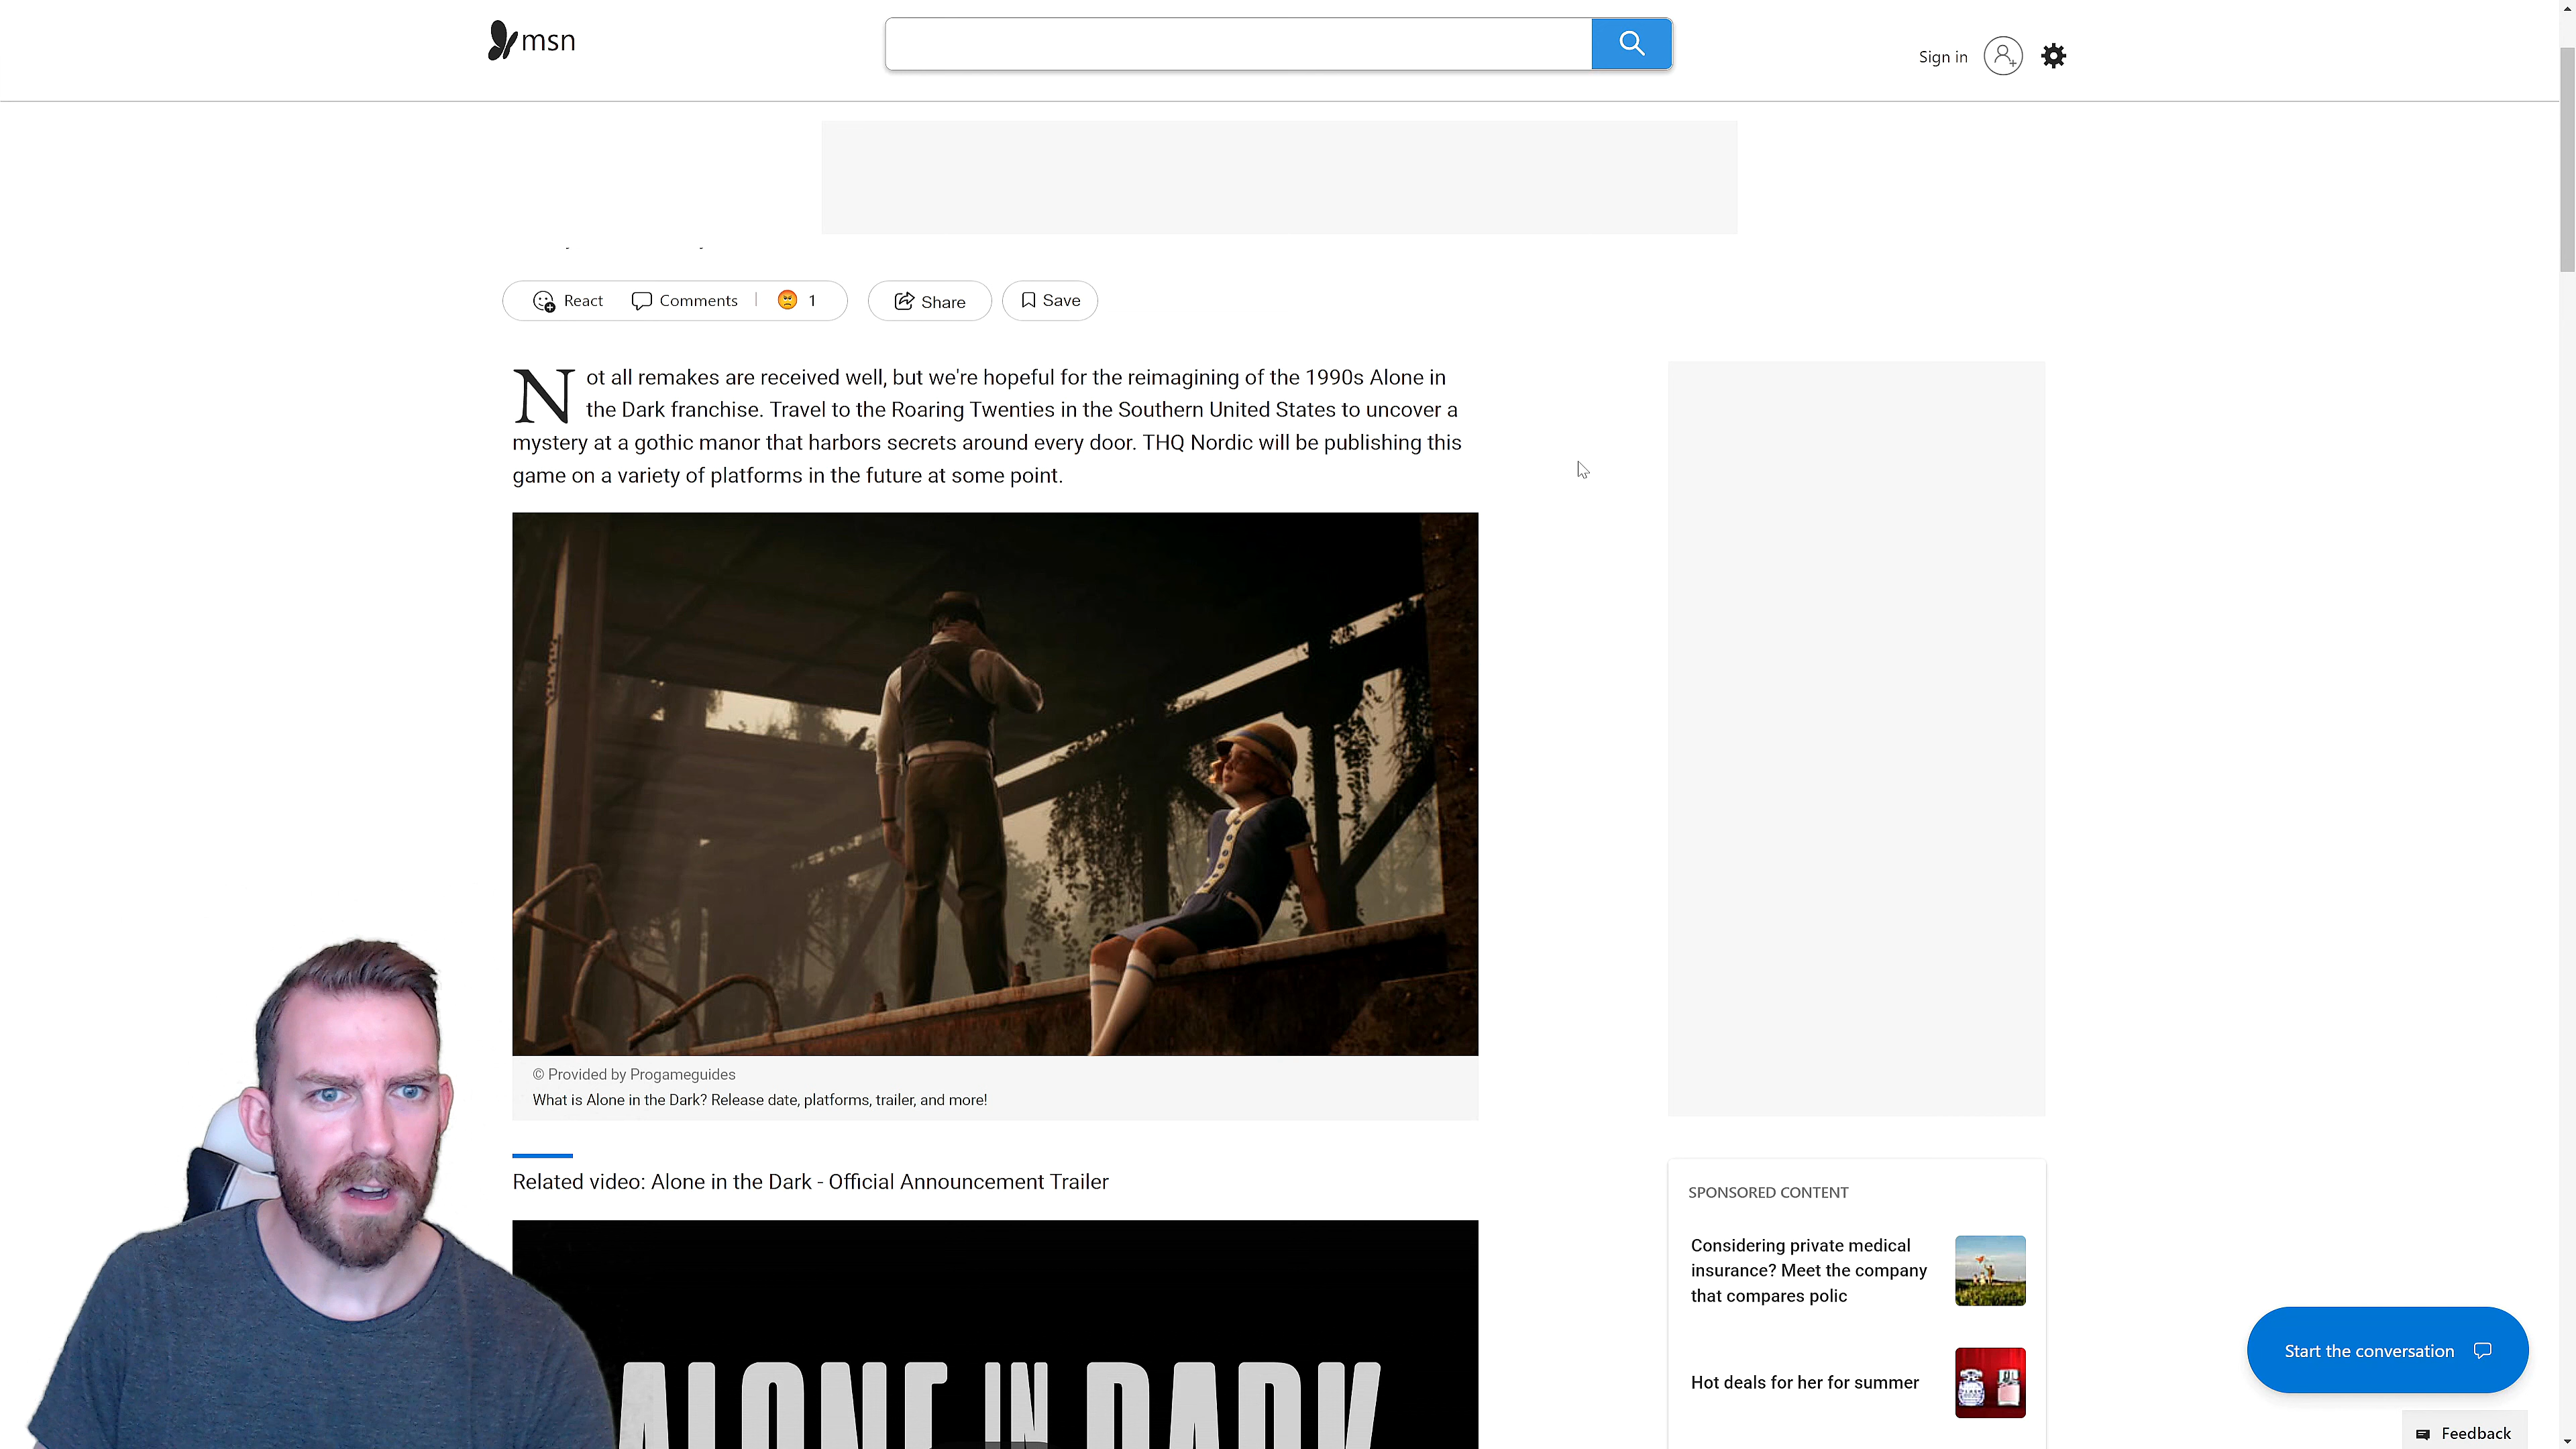 msn
Sign in
React
Comments
1
Share
Save
Not all remakes are received well, but we're hopeful for the reimagining of the 1990s Alone in
the Dark franchise. Travel to the Roaring Twenties in the Southern United States to uncover a
mystery at a gothic manor that harbors secrets around every door. THQ Nordic will be publishing this
game on a variety of platforms in the future at some point.
© Provided by Progameguides
What is Alone in the Dark? Release date, platforms, trailer, and more!
Related video: Alone in the Dark - Official Announcement Trailer
ALONE IN DARK
SPONSORED CONTENT
Considering private medical
insurance? Meet the company
that compares polic
Hot deals for her for summer
Start the conversation
Feedback